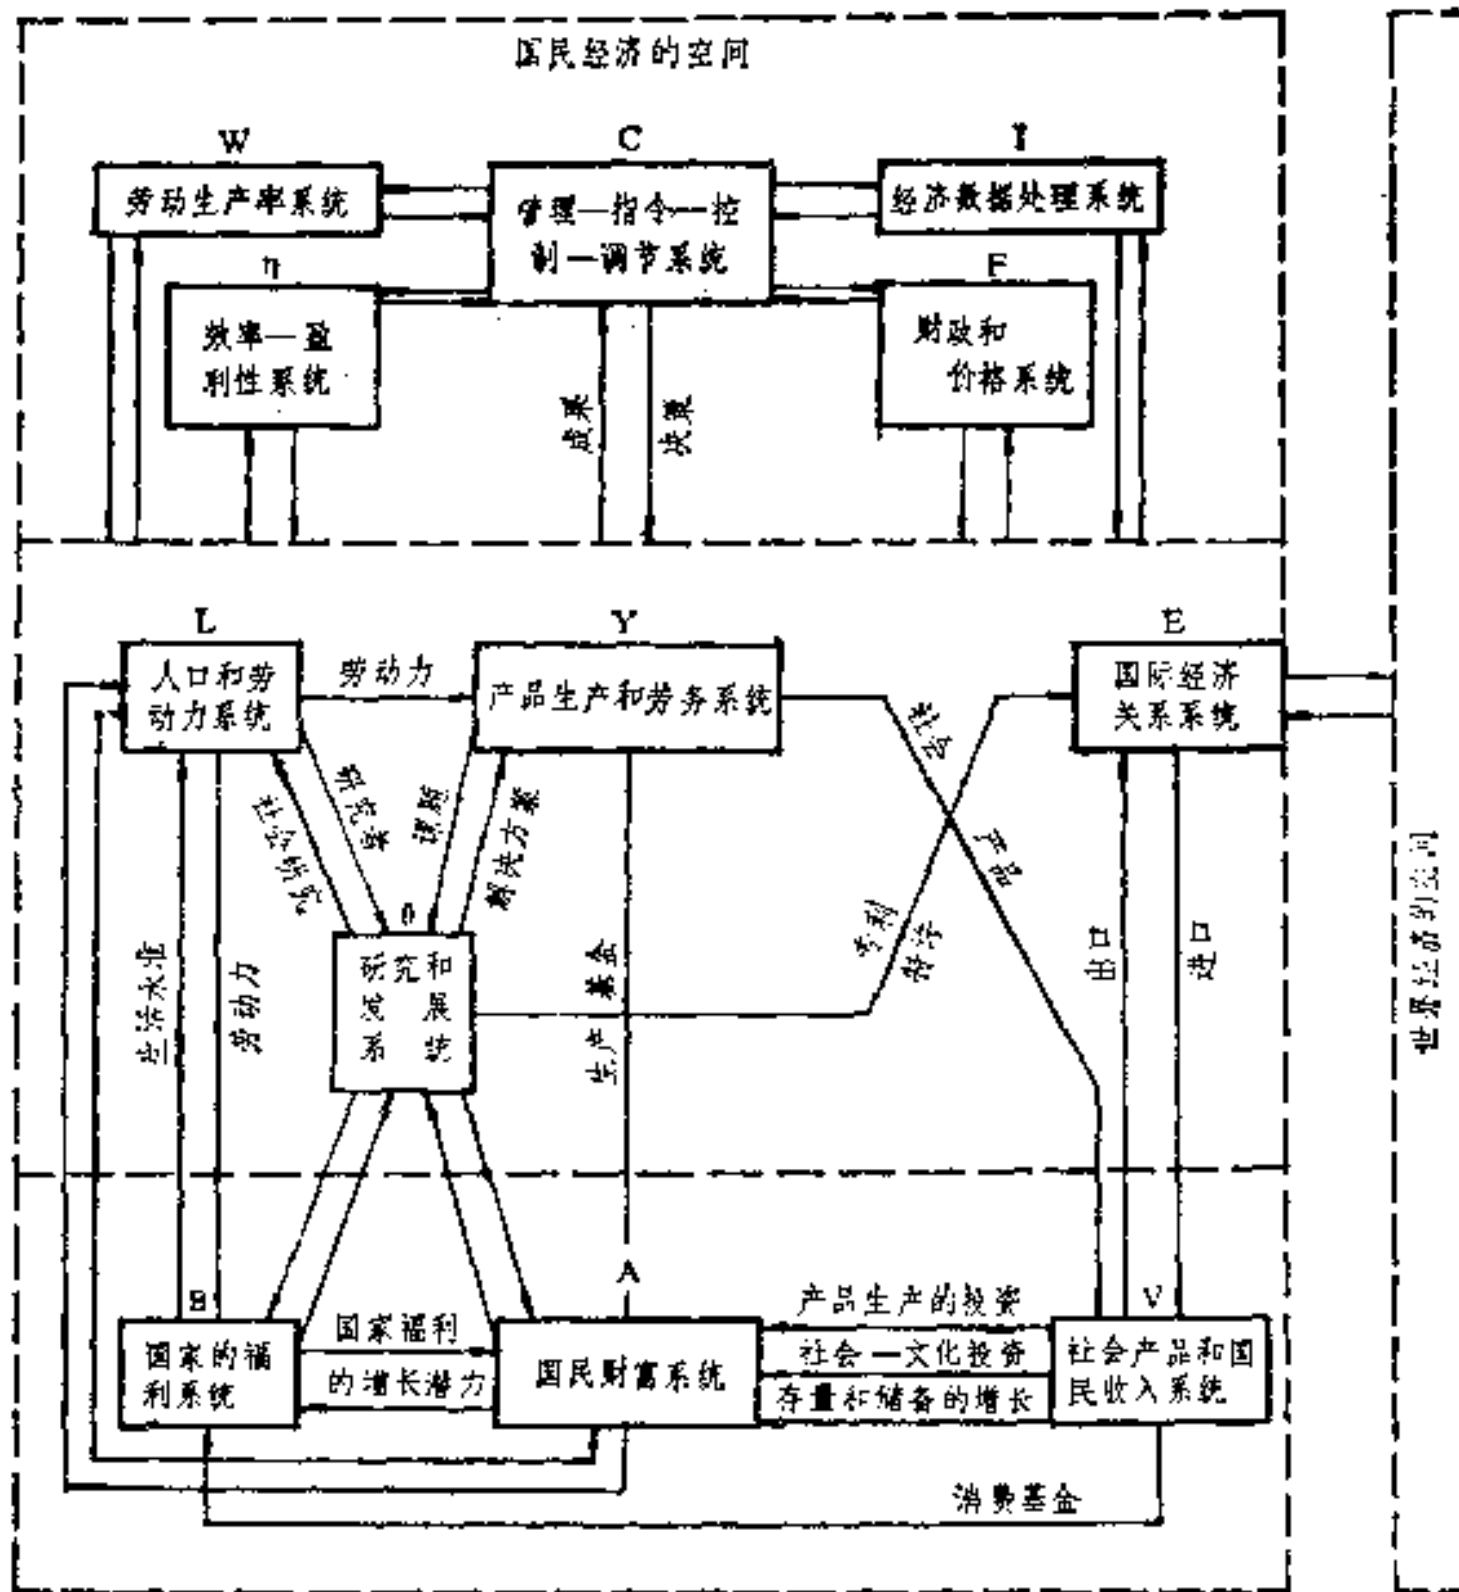 国民经济的空间
W
C
I
劳动生产率系统
管理—指令—控
制—调节系统
经济数据处理系统
η
F
效率—盈
利性系统
财政和
价格系统
成果
决策
L
Y
E
人口和劳
动力系统
劳动力
产品生产和劳务系统
国际经济
关系系统
社会
产品
研究者
社会研究
课题
解决方案
研究和
发展
系统
专利
特许
生活水准
劳动力
生产基金
出口
进口
世界经济的空间
B
A
V
国家的福
利系统
国家福利
的增长潜力
国民财富系统
产品生产的投资
社会—文化投资
存量和储备的增长
社会产品和国
民收入系统
消费基金